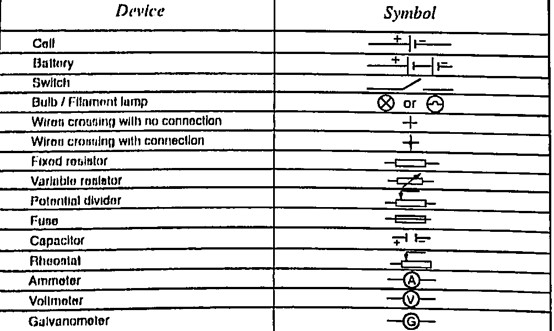 Device Symbol
Cell + -
Battery + -
Switch
Bulb / Filament lamp or
Wires crossing with no connection
Wires crossing with connection
Fixed resistor
Variable resistor
Potential divider
Fuse
Capacitor + -
Rheostat
Ammeter A
Voltmeter V
Galvanometer G